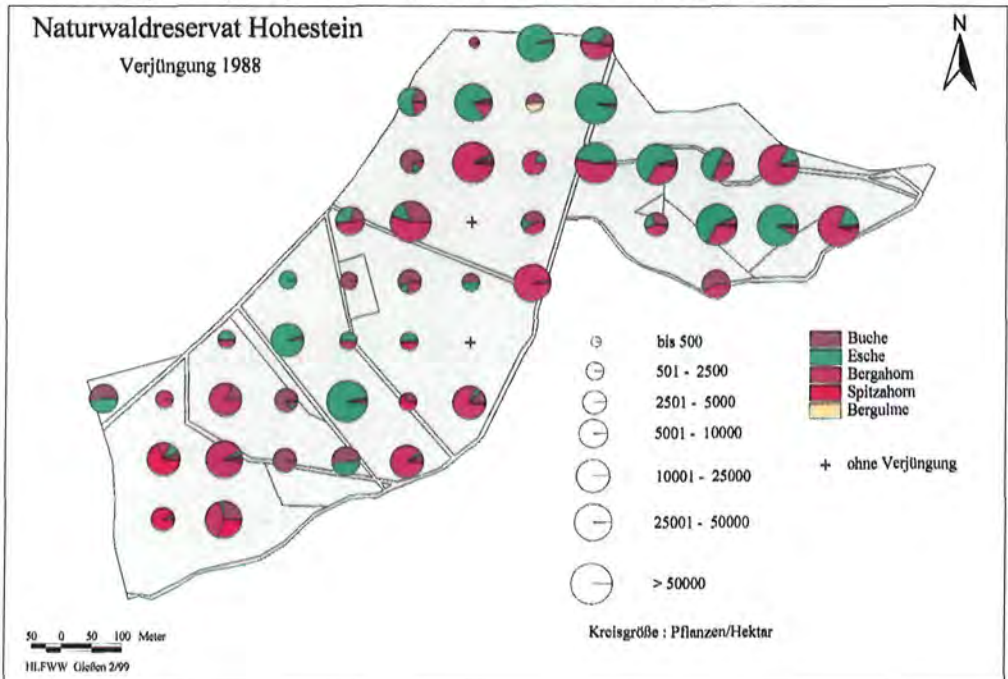 Naturwaldreservat Hohestein
Verjüngung 1988
N
bis 500
501 - 2500
2501 - 5000
5001 - 10000
10001 - 25000
25001 - 50000
> 50000
Kreisgröße : Pflanzen/Hektar
Buche
Esche
Bergahorn
Spitzahorn
Bergulme
+ ohne Verjüngung
50 0 50 100 Meter
HLFWW Gießen 2/99